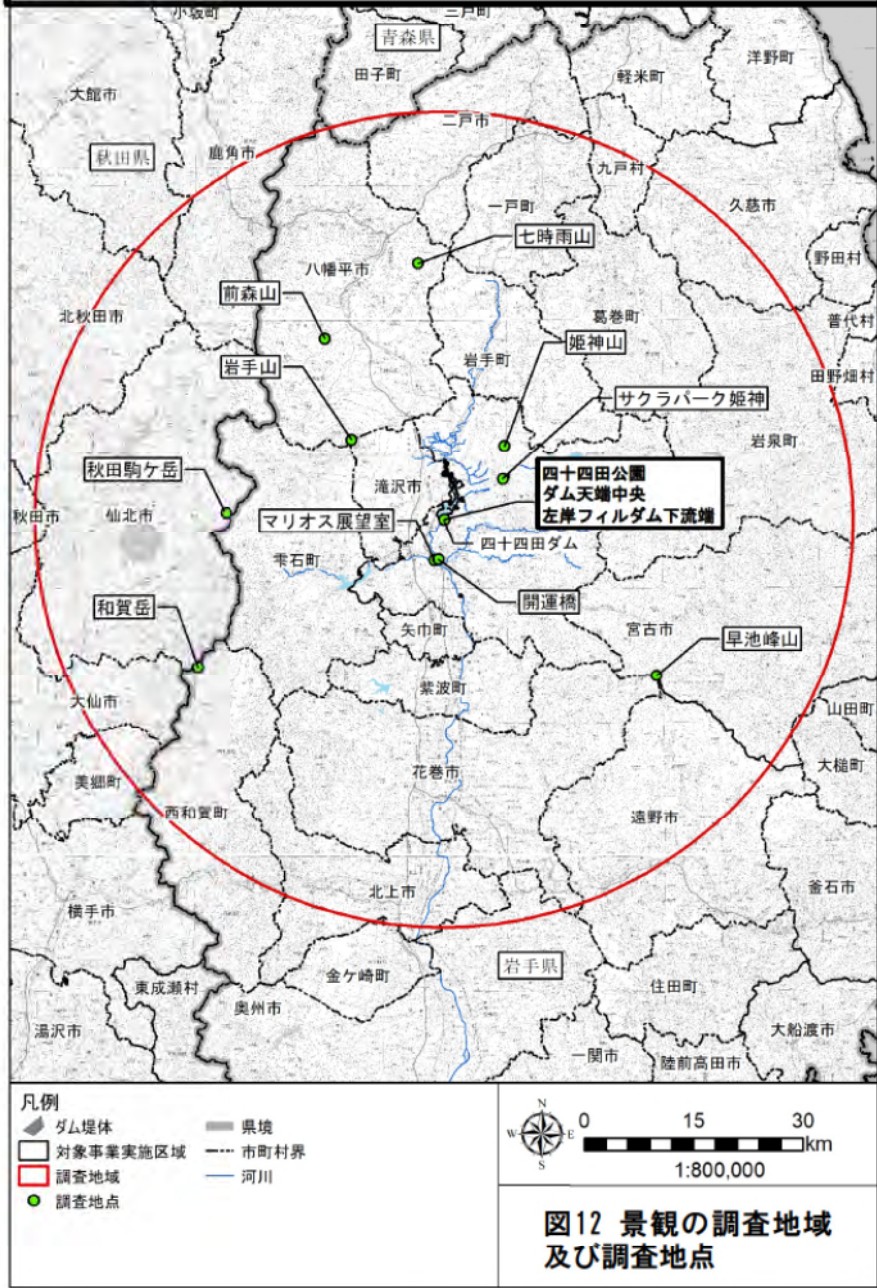 小坂町
三戸町
青森県
田子町
軽米町
洋野町
大館市
二戸市
秋田県
鹿角市
九戸村
一戸町
久慈市
七時雨山
八幡平市
野田村
前森山
北秋田市
葛巻町
普代村
岩手町
姫神山
岩手山
田野畑村
サクラパーク姫神
岩泉町
秋田駒ケ岳
滝沢市
四十四田公園
ダム天端中央
左岸フィルダム下流端
秋田市
仙北市
マリオス展望室
四十四田ダム
雫石町
和賀岳
開運橋
矢巾町
宮古市
早池峰山
紫波町
大仙市
山田町
大槌町
美郷町
花巻市
西和賀町
遠野市
北上市
釜石市
横手市
岩手県
金ケ崎町
東成瀬村
住田町
奥州市
湯沢市
大船渡市
一関市
陸前高田市
凡例
ダム堤体
県境
対象事業実施区域
市町村界
調査地域
河川
調査地点
N
W
E
S
0 15 30
km
1:800,000
図12 景観の調査地域
及び調査地点